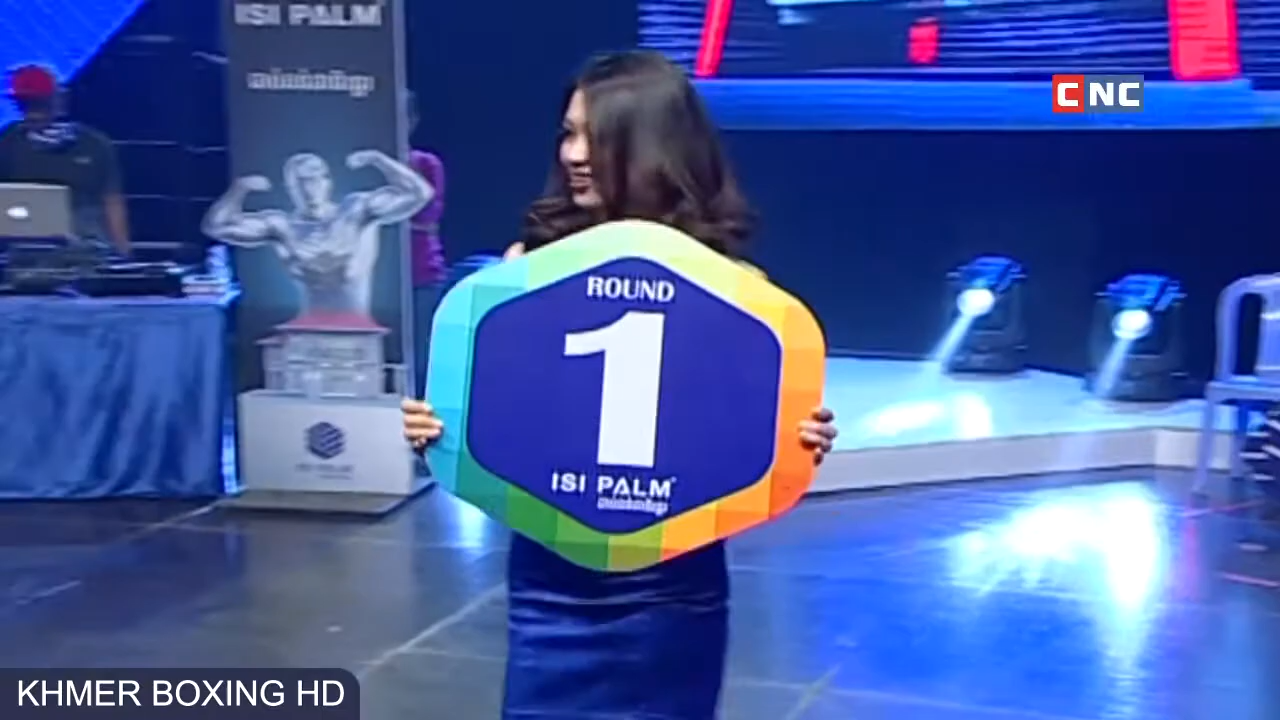 ISI PALM
CNC
ROUND
1
ISI PALM
KHMER BOXING HD